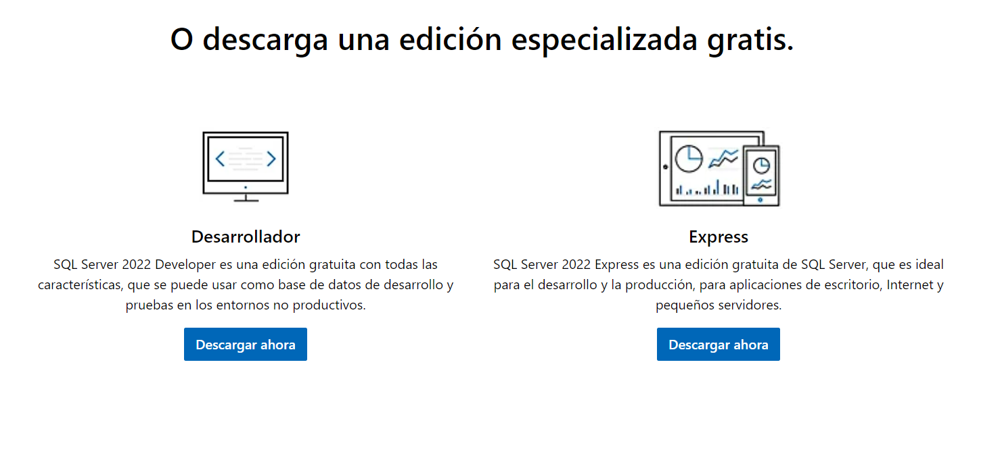 O descarga una edición especializada gratis.
Desarrollador
SQL Server 2022 Developer es una edición gratuita con todas las
características, que se puede usar como base de datos de desarrollo y
pruebas en los entornos no productivos.
Descargar ahora
Express
SQL Server 2022 Express es una edición gratuita de SQL Server, que es ideal
para el desarrollo y la producción, para aplicaciones de escritorio, Internet y
pequeños servidores.
Descargar ahora